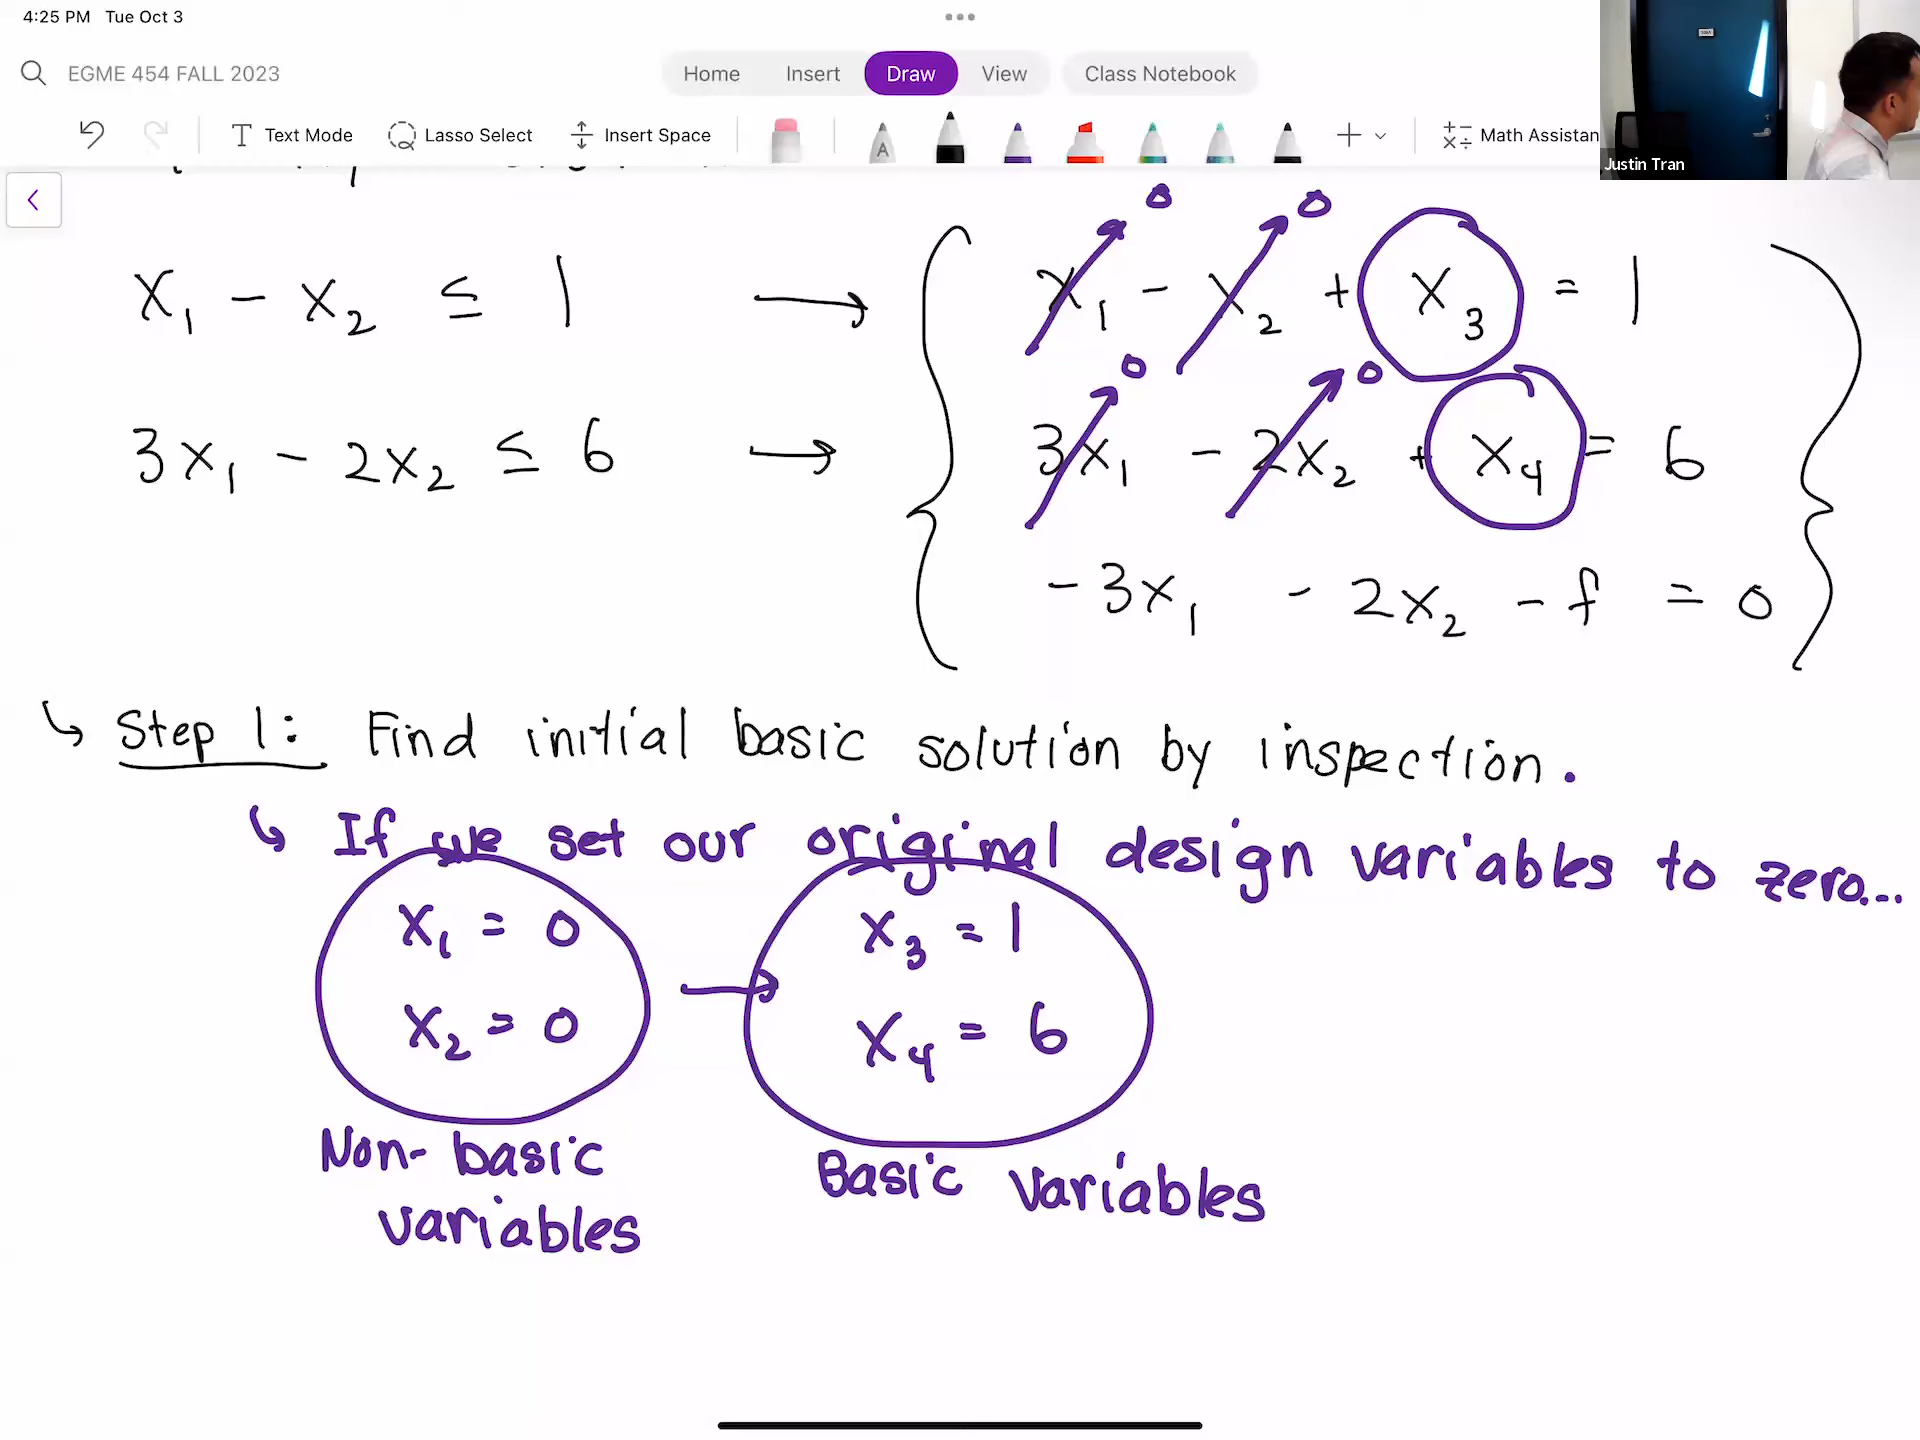 4:25 PM Tue Oct 3
EGME 454 FALL 2023
Home Insert Draw View Class Notebook
Text Mode Lasso Select Insert Space A Math Assistan
Justin Tran
0 0
x₁ - x₂ ≤ 1 → x₁ - x₂ + x₃ = 1
0 0
3x₁ - 2x₂ ≤ 6 → 3x₁ - 2x₂ + x₄ = 6
-3x₁ - 2x₂ - f = 0
↳ Step 1: Find initial basic solution by inspection.
↳ If we set our original design variables to zero...
x₁ = 0 → x₃ = 1
x₂ = 0 x₄ = 6
Non-basic Basic variables
variables